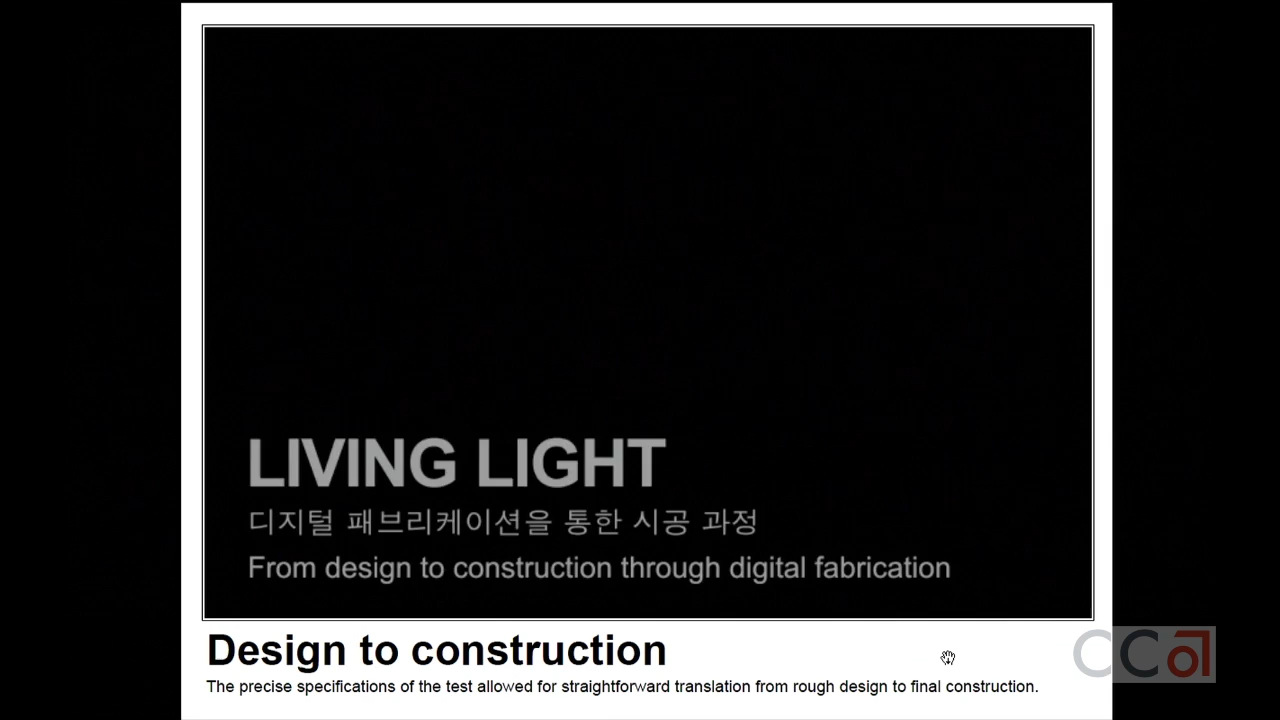 LIVING LIGHT
디지털 패브리케이션을 통한 시공 과정
From design to construction through digital fabrication
Design to construction
The precise specifications of the test allowed for straightforward translation from rough design to final construction.
CCa